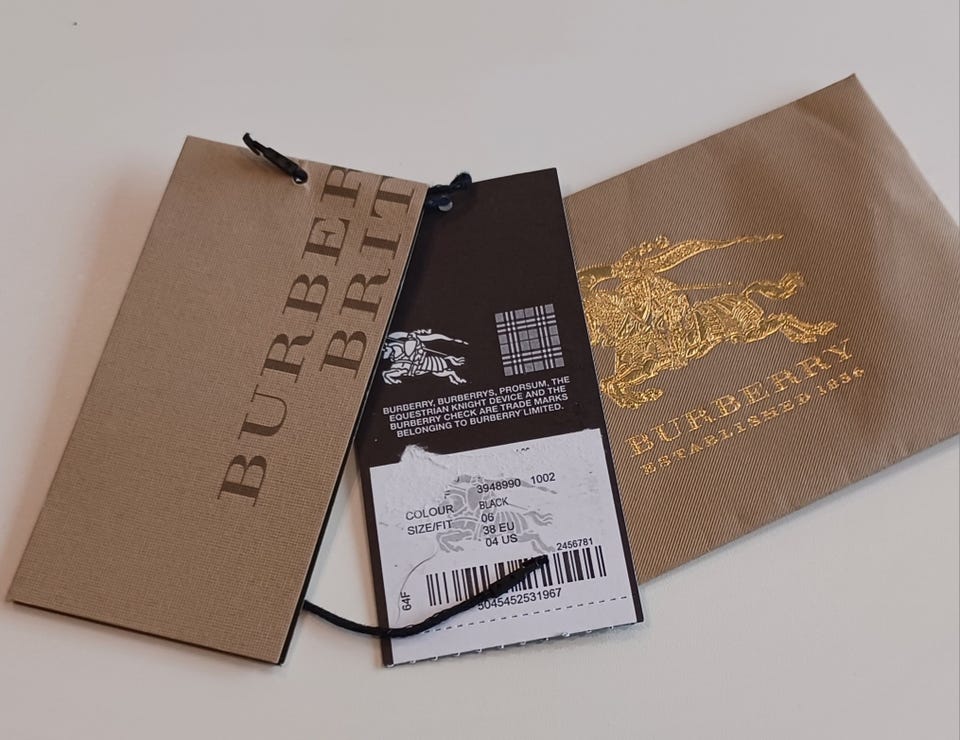 BURBER
BRIT
BURBERRY, BURBERRYS, PRORSUM, THE
EQUESTRIAN KNIGHT DEVICE AND THE
BURBERRY CHECK ARE TRADE MARKS
BELONGING TO BURBERRY LIMITED.
3948990 1002
COLOUR BLACK
SIZE/FIT 06
38 EU
04 US
2456781
64F
5045452531967
BURBERRY
ESTABLISHED 1856